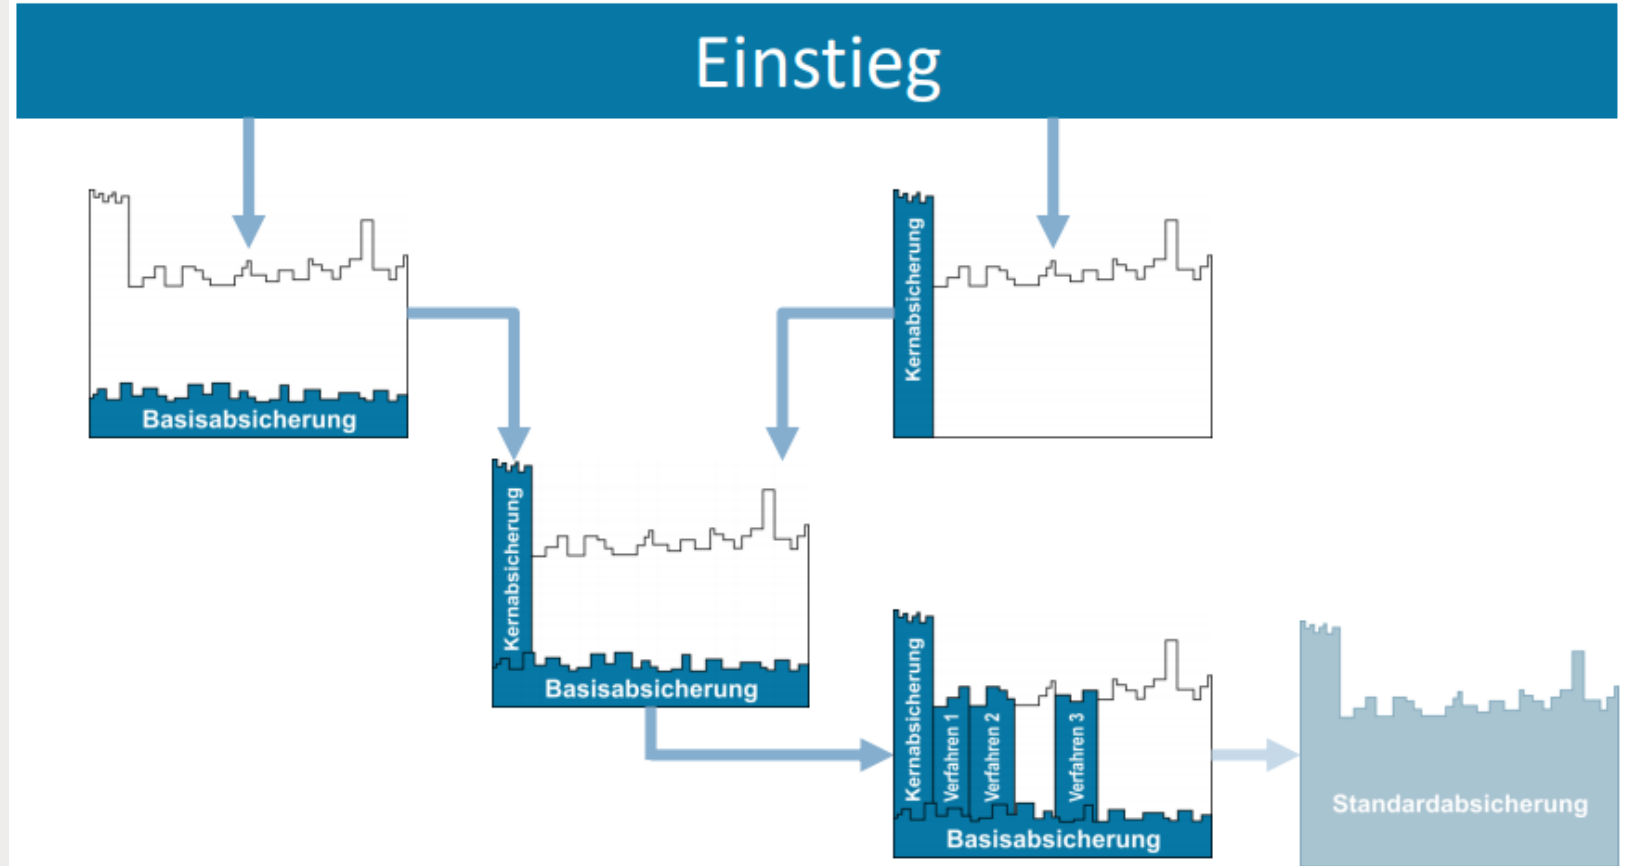 Einstieg
Basisabsicherung
Kernabsicherung
Kernabsicherung
Basisabsicherung
Kernabsicherung
Verfahren 1
Verfahren 2
Verfahren 3
Basisabsicherung
Standardabsicherung